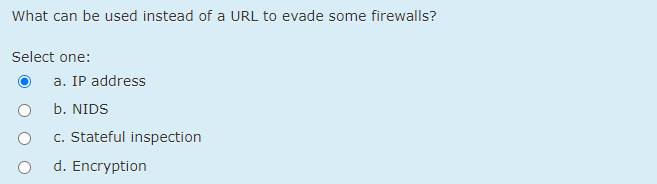 What can be used instead of a URL to evade some firewalls?
Select one:
a. IP address
b. NIDS
c. Stateful inspection
d. Encryption